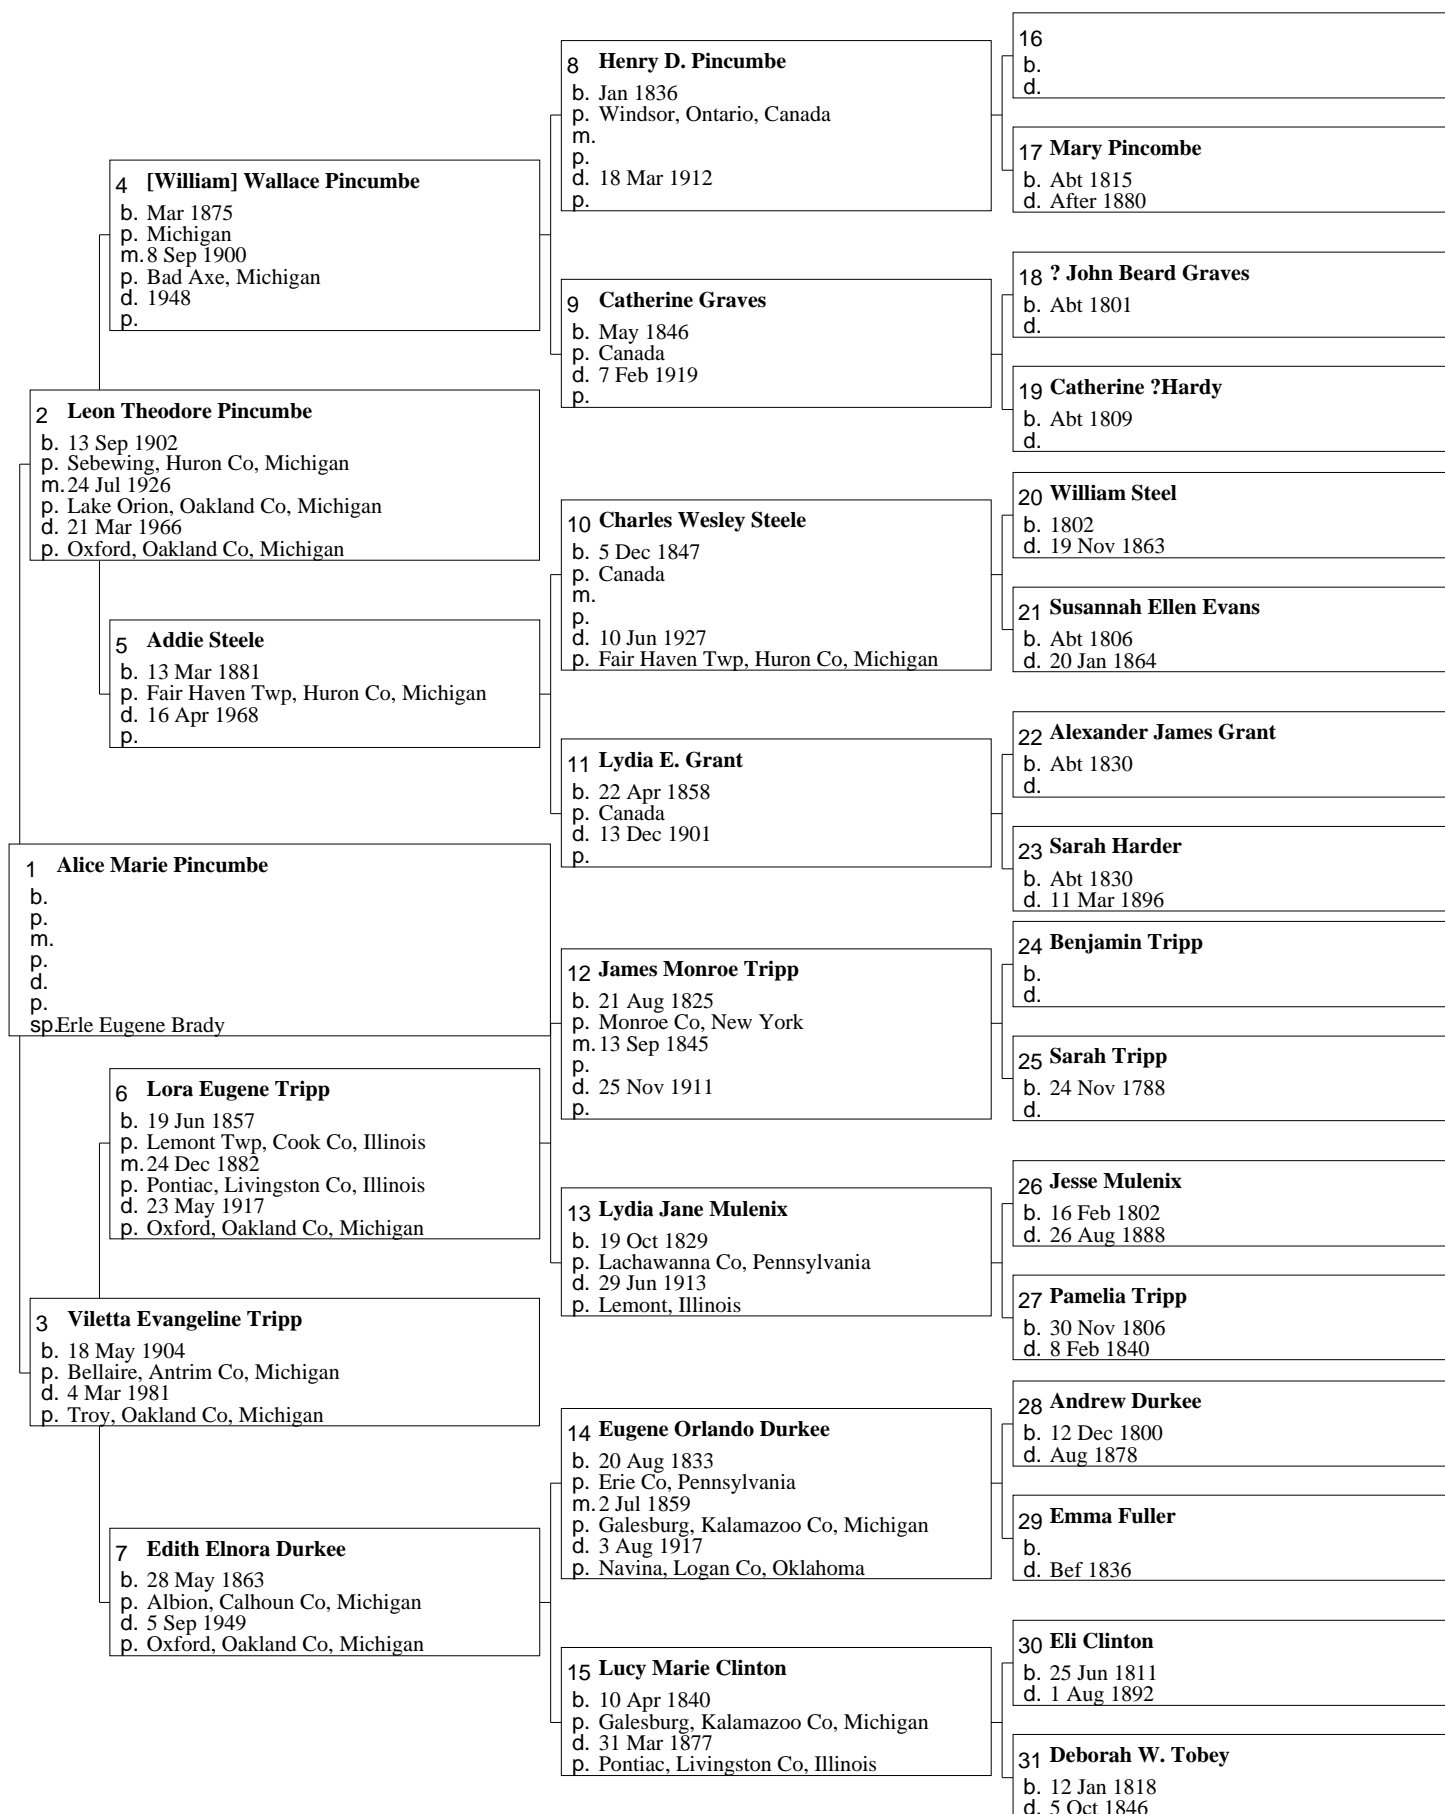 1 Alice Marie Pincumbe
b.
p.
m.
p.
d.
p.
sp. Erle Eugene Brady
2 Leon Theodore Pincumbe
b. 13 Sep 1902
p. Sebewing, Huron Co, Michigan
m. 24 Jul 1926
p. Lake Orion, Oakland Co, Michigan
d. 21 Mar 1966
p. Oxford, Oakland Co, Michigan
3 Viletta Evangeline Tripp
b. 18 May 1904
p. Bellaire, Antrim Co, Michigan
d. 4 Mar 1981
p. Troy, Oakland Co, Michigan
4 [William] Wallace Pincumbe
b. Mar 1875
p. Michigan
m. 8 Sep 1900
p. Bad Axe, Michigan
d. 1948
p.
5 Addie Steele
b. 13 Mar 1881
p. Fair Haven Twp, Huron Co, Michigan
d. 16 Apr 1968
p.
6 Lora Eugene Tripp
b. 19 Jun 1857
p. Lemont Twp, Cook Co, Illinois
m. 24 Dec 1882
p. Pontiac, Livingston Co, Illinois
d. 23 May 1917
p. Oxford, Oakland Co, Michigan
7 Edith Elnora Durkee
b. 28 May 1863
p. Albion, Calhoun Co, Michigan
d. 5 Sep 1949
p. Oxford, Oakland Co, Michigan
8 Henry D. Pincumbe
b. Jan 1836
p. Windsor, Ontario, Canada
m.
p.
d. 18 Mar 1912
p.
9 Catherine Graves
b. May 1846
p. Canada
d. 7 Feb 1919
p.
10 Charles Wesley Steele
b. 5 Dec 1847
p. Canada
m.
p.
d. 10 Jun 1927
p. Fair Haven Twp, Huron Co, Michigan
11 Lydia E. Grant
b. 22 Apr 1858
p. Canada
d. 13 Dec 1901
p.
12 James Monroe Tripp
b. 21 Aug 1825
p. Monroe Co, New York
m. 13 Sep 1845
p.
d. 25 Nov 1911
p.
13 Lydia Jane Mulenix
b. 19 Oct 1829
p. Lachawanna Co, Pennsylvania
d. 29 Jun 1913
p. Lemont, Illinois
14 Eugene Orlando Durkee
b. 20 Aug 1833
p. Erie Co, Pennsylvania
m. 2 Jul 1859
p. Galesburg, Kalamazoo Co, Michigan
d. 3 Aug 1917
p. Navina, Logan Co, Oklahoma
15 Lucy Marie Clinton
b. 10 Apr 1840
p. Galesburg, Kalamazoo Co, Michigan
d. 31 Mar 1877
p. Pontiac, Livingston Co, Illinois
16
b.
d.
17 Mary Pincombe
b. Abt 1815
d. After 1880
18 ? John Beard Graves
b. Abt 1801
d.
19 Catherine ?Hardy
b. Abt 1809
d.
20 William Steel
b. 1802
d. 19 Nov 1863
21 Susannah Ellen Evans
b. Abt 1806
d. 20 Jan 1864
22 Alexander James Grant
b. Abt 1830
d.
23 Sarah Harder
b. Abt 1830
d. 11 Mar 1896
24 Benjamin Tripp
b.
d.
25 Sarah Tripp
b. 24 Nov 1788
d.
26 Jesse Mulenix
b. 16 Feb 1802
d. 26 Aug 1888
27 Pamelia Tripp
b. 30 Nov 1806
d. 8 Feb 1840
28 Andrew Durkee
b. 12 Dec 1800
d. Aug 1878
29 Emma Fuller
b.
d. Bef 1836
30 Eli Clinton
b. 25 Jun 1811
d. 1 Aug 1892
31 Deborah W. Tobey
b. 12 Jan 1818
d. 5 Oct 1846